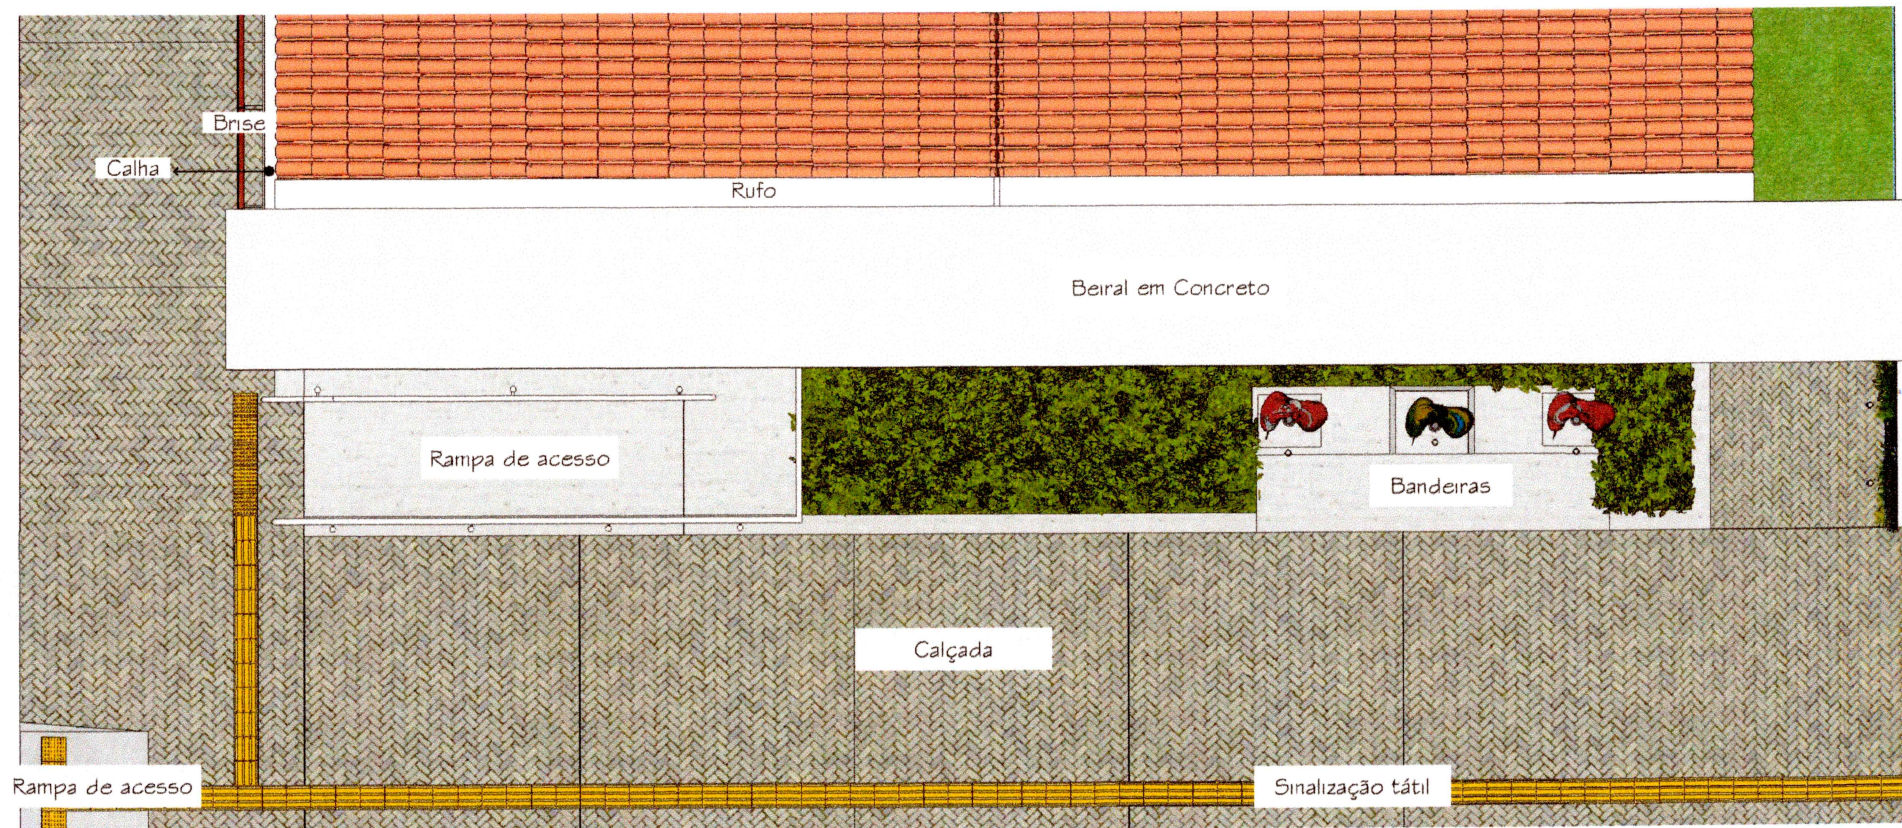 Brise
Calha
Rufo
Beiral em Concreto
Rampa de acesso
Bandeiras
Calçada
Rampa de acesso
Sinalização tátil